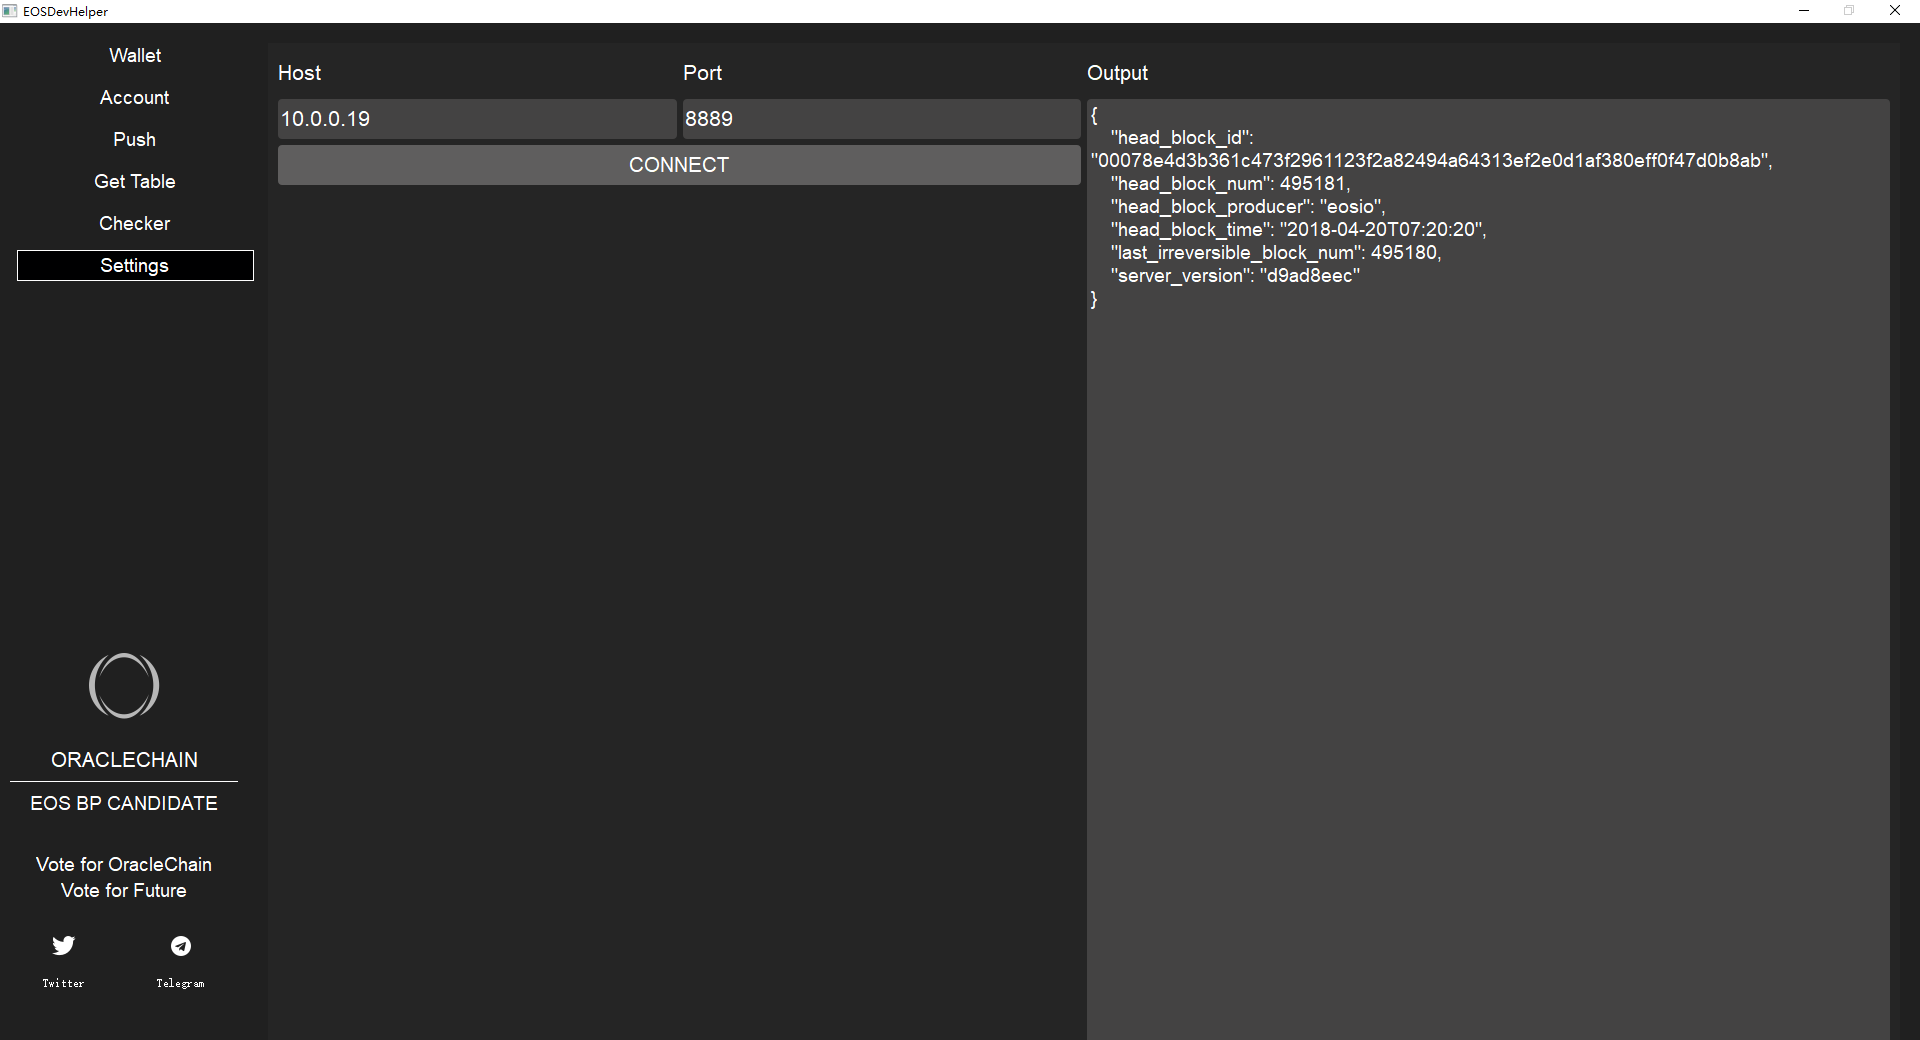 EOSDevHelper
Wallet
Account
Push
Get Table
Checker
Settings
Host
Port
10.0.0.19
8889
CONNECT
Output
{
"head_block_id":
"00078e4d3b361c473f2961123f2a82494a64313ef2e0d1af380eff0f47d0b8ab",
"head_block_num": 495181,
"head_block_producer": "eosio",
"head_block_time": "2018-04-20T07:20:20",
"last_irreversible_block_num": 495180,
"server_version": "d9ad8eec"
}
ORACLECHAIN
EOS BP CANDIDATE
Vote for OracleChain
Vote for Future
Twitter
Telegram